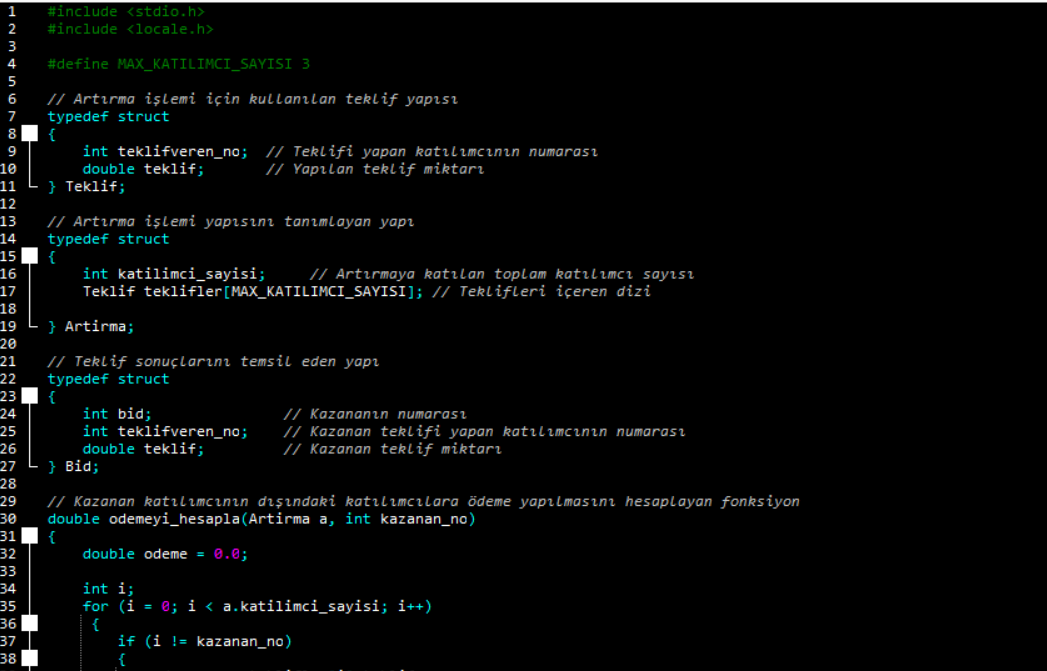 1 #include <stdio.h>
2 #include <locale.h>
3
4 #define MAX_KATILIMCI_SAYISI 3
5
6 // Artırma işlemi için kullanılan teklif yapısı
7 typedef struct
8 {
9 int teklifveren_no; // Teklifi yapan katılımcının numarası
10 double teklif; // Yapılan teklif miktarı
11 } Teklif;
12
13 // Artırma işlemi yapısını tanımlayan yapı
14 typedef struct
15 {
16 int katilimci_sayisi; // Artırmaya katılan toplam katılımcı sayısı
17 Teklif teklifler[MAX_KATILIMCI_SAYISI]; // Teklifleri içeren dizi
18
19 } Artirma;
20
21 // Teklif sonuçlarını temsil eden yapı
22 typedef struct
23 {
24 int bid; // Kazananın numarası
25 int teklifveren_no; // Kazanan teklifi yapan katılımcının numarası
26 double teklif; // Kazanan teklif miktarı
27 } Bid;
28
29 // Kazanan katılımcının dışındaki katılımcılara ödeme yapılmasını hesaplayan fonksiyon
30 double odemeyi_hesapla(Artirma a, int kazanan_no)
31 {
32 double odeme = 0.0;
33
34 int i;
35 for (i = 0; i < a.katilimci_sayisi; i++)
36 {
37 if (i != kazanan_no)
38 {